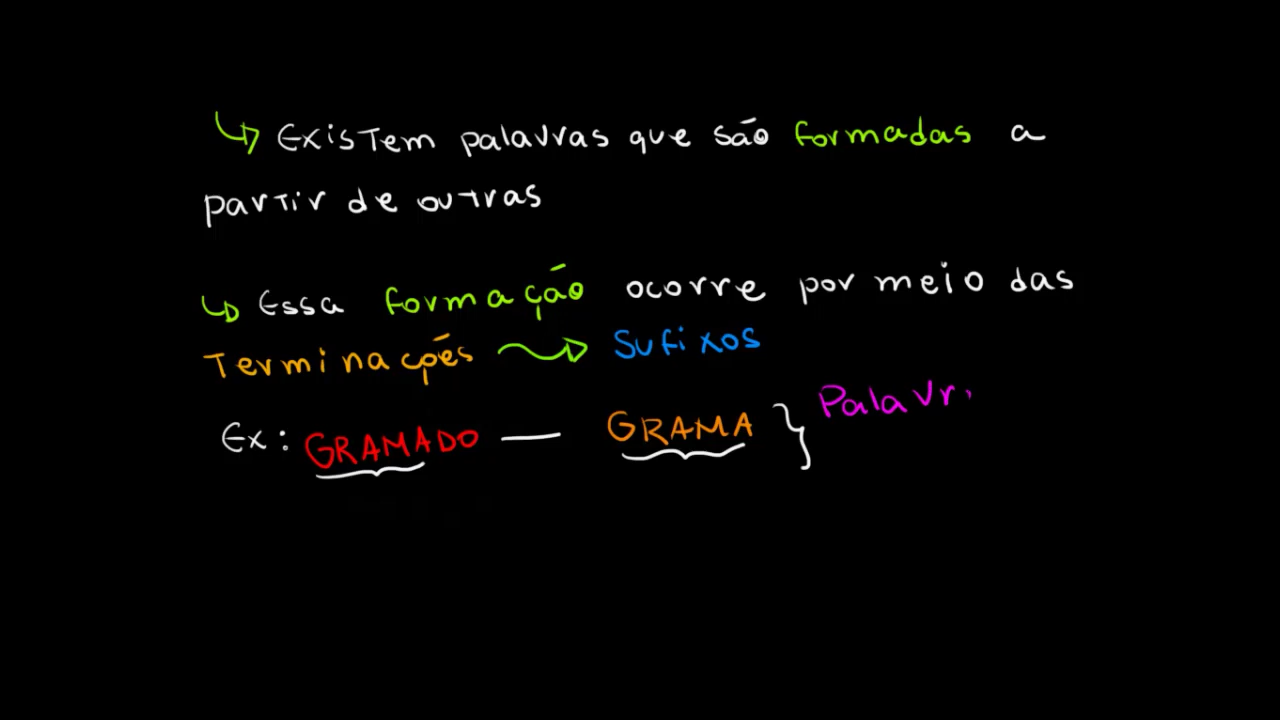 Existem palavras que são formadas a
partir de outras
Essa formação ocorre por meio das
Terminações Sufixos
Ex: GRAMADO — GRAMA } Palavr